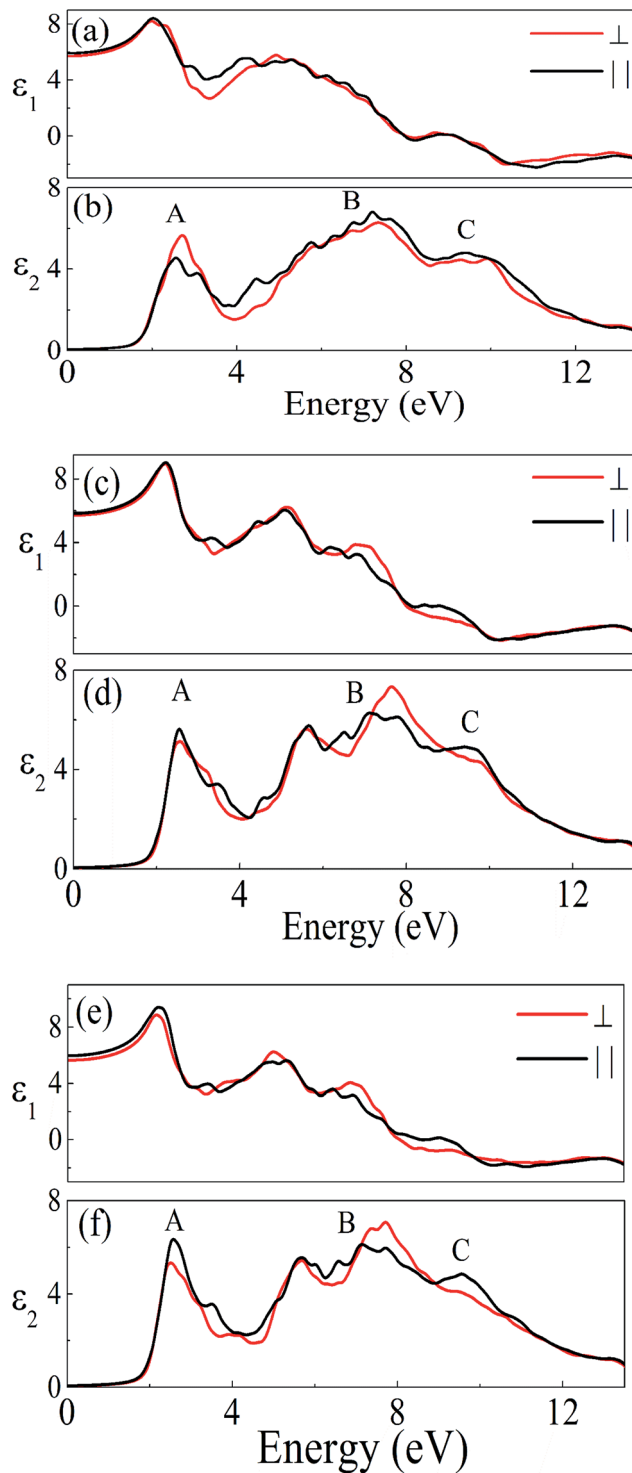 (a)
⊥
||
ε1
8
4
0
(b)
A
B
C
ε2
8
4
0
0 4 8 12
Energy (eV)
(c)
⊥
||
ε1
8
4
0
(d)
A
B
C
ε2
8
4
0
0 4 8 12
Energy (eV)
(e)
⊥
||
ε1
8
4
0
(f)
A
B
C
ε2
8
4
0
0 4 8 12
Energy (eV)